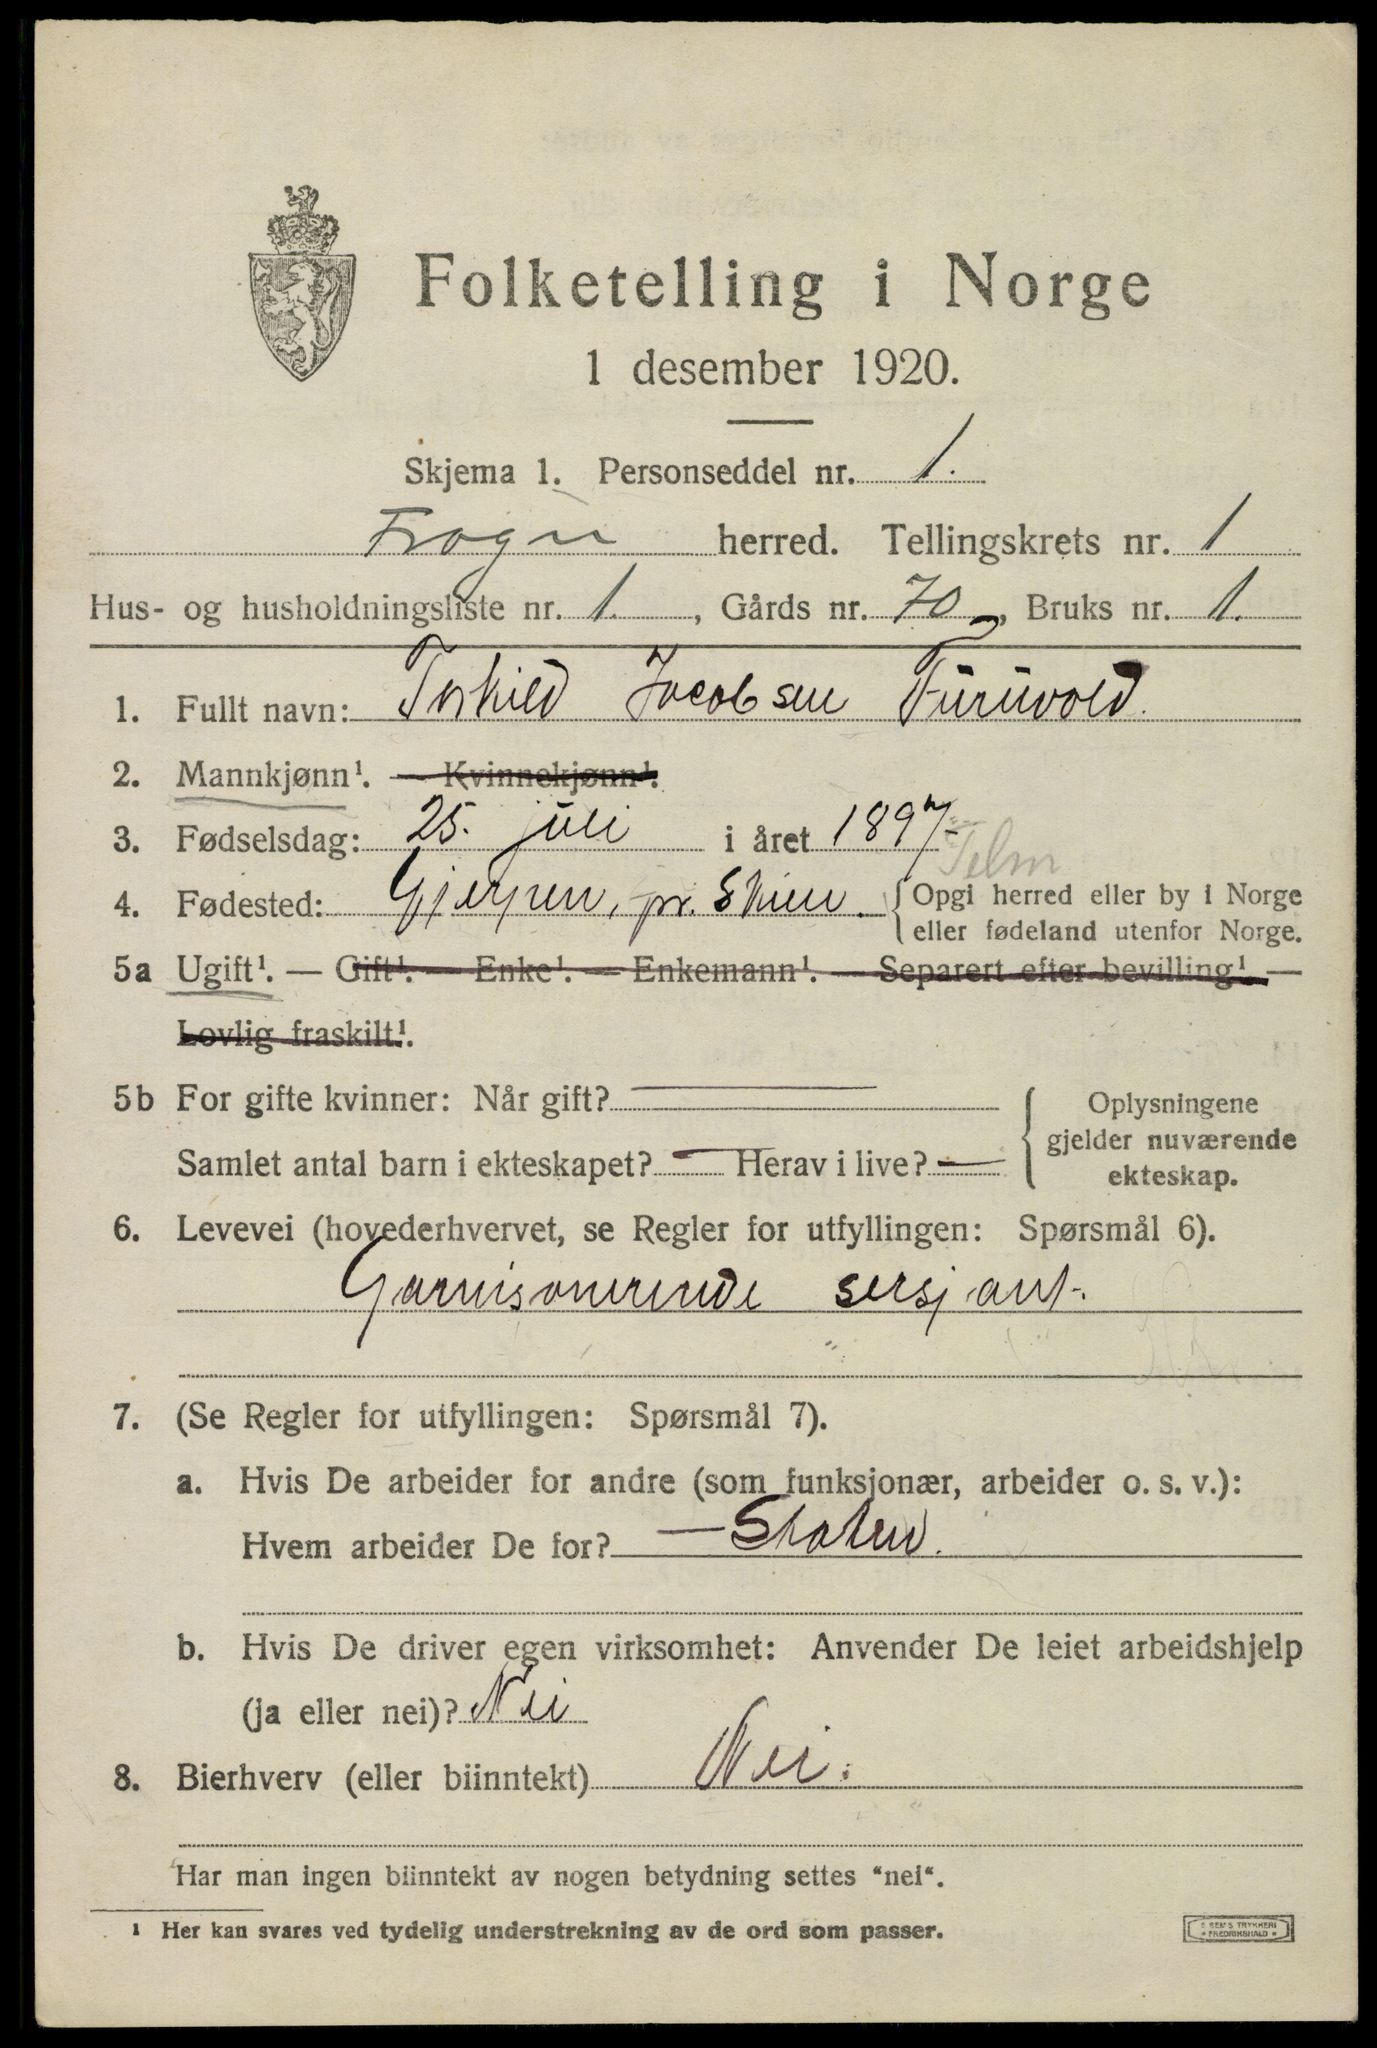 Folketelling i Norge
1 desember 1920.
Skjema 1. Personseddel nr. 1.
Frogn herred. Tellingskrets nr. 1
Hus- og husholdningsliste nr. 1. , Gårds nr. 70 , Bruks nr. 1.
1. Fullt navn: Torkild Jacobsen Furuvold.
2. Mannkjønn¹. — Kvinnekjønn¹.
3. Fødselsdag: 25. juli i året 1897
Telm
4. Fødested: Gjerpen, pr. Skien. { Opgi herred eller by i Norge
eller fødeland utenfor Norge.
5a Ugift¹. — Gift¹. — Enke¹. — Enkemann¹. — Separert efter bevilling¹ —
Lovlig fraskilt¹.
5b For gifte kvinner: Når gift? —
Samlet antal barn i ekteskapet? — Herav i live? —
{ Oplysningene
gjelder nuværende
ekteskap.
6. Levevei (hovederhvervet, se Regler for utfyllingen: Spørsmål 6).
Garnisonerende sersjant.
7. (Se Regler for utfyllingen: Spørsmål 7).
a. Hvis De arbeider for andre (som funksjonær, arbeider o. s. v.):
Hvem arbeider De for? — Staten.
b. Hvis De driver egen virksomhet: Anvender De leiet arbeidshjelp
(ja eller nei)? Nei
8. Bierhverv (eller biinntekt) Nei.
Har man ingen biinntekt av nogen betydning settes “nei“.
¹ Her kan svares ved tydelig understrekning av de ord som passer.
SEMS TRYKKERI
FREDRIKSHALD